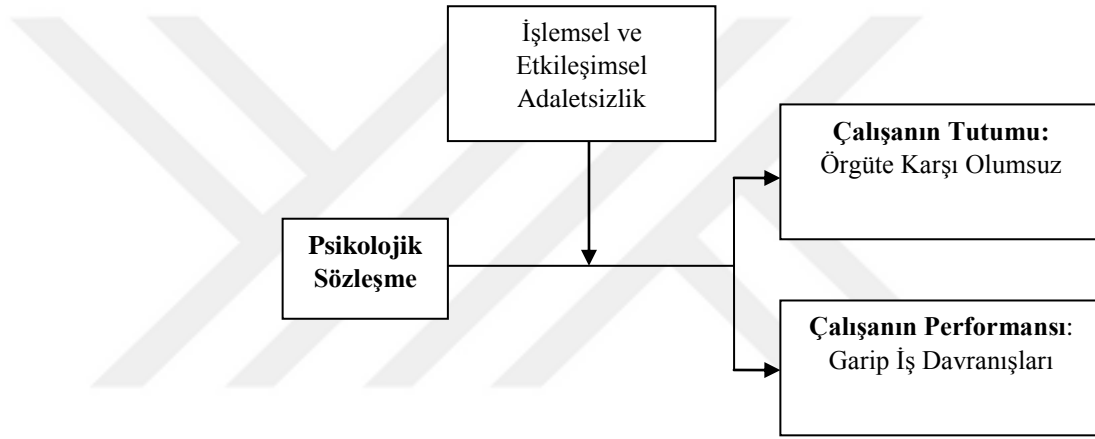 İşlemsel ve
Etkileşimsel
Adaletsizlik
Çalışanın Tutumu:
Örgüte Karşı Olumsuz
Psikolojik
Sözleşme
Çalışanın Performansı:
Garip İş Davranışları